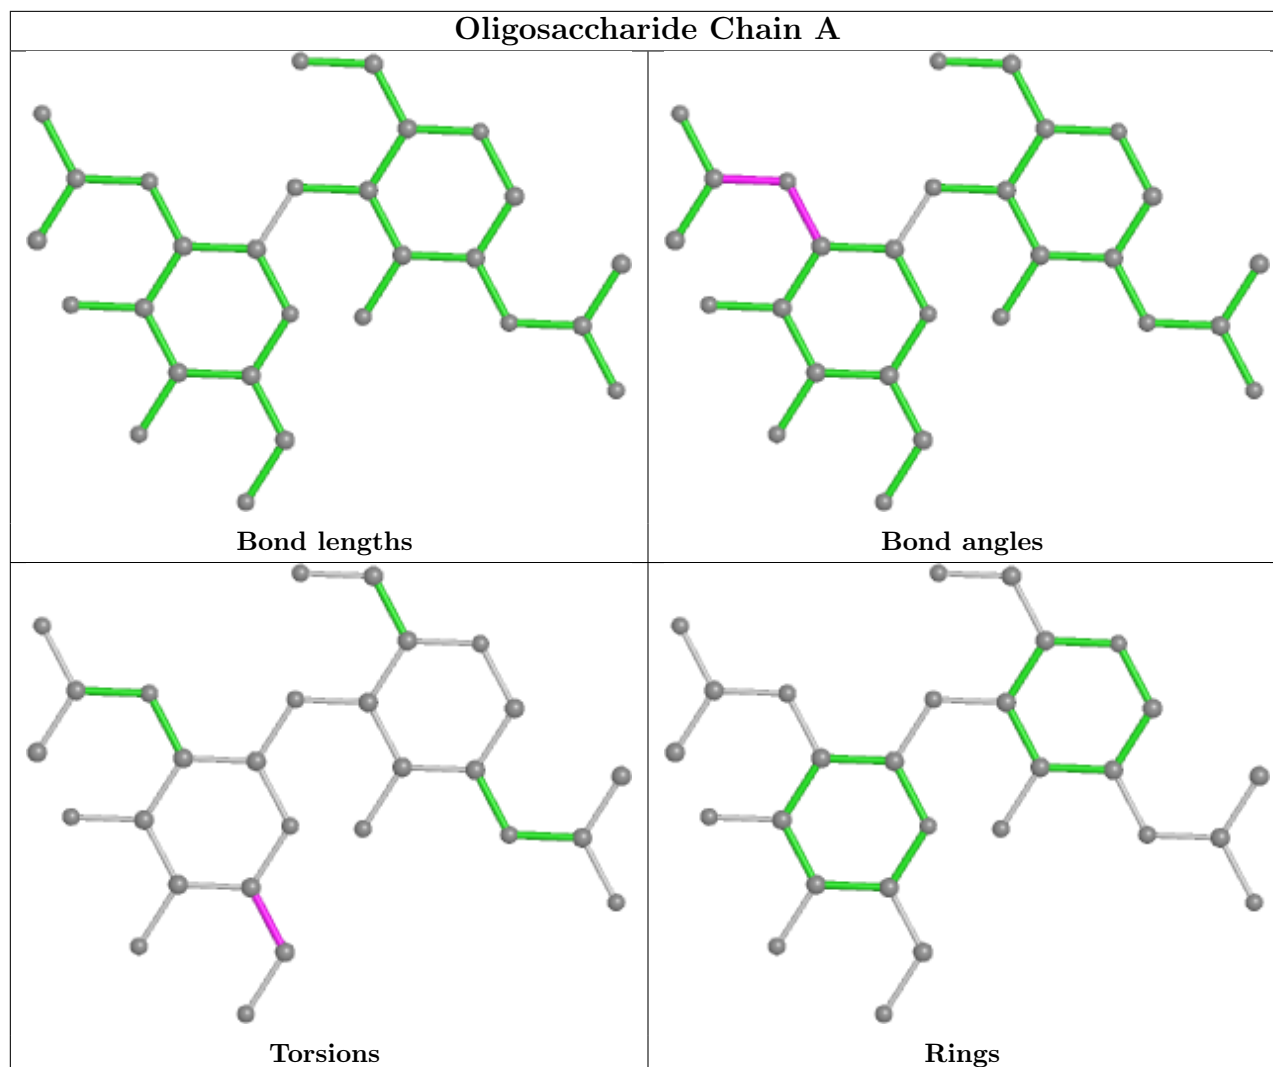 Oligosaccharide Chain A
Bond lengths
Bond angles
Torsions
Rings